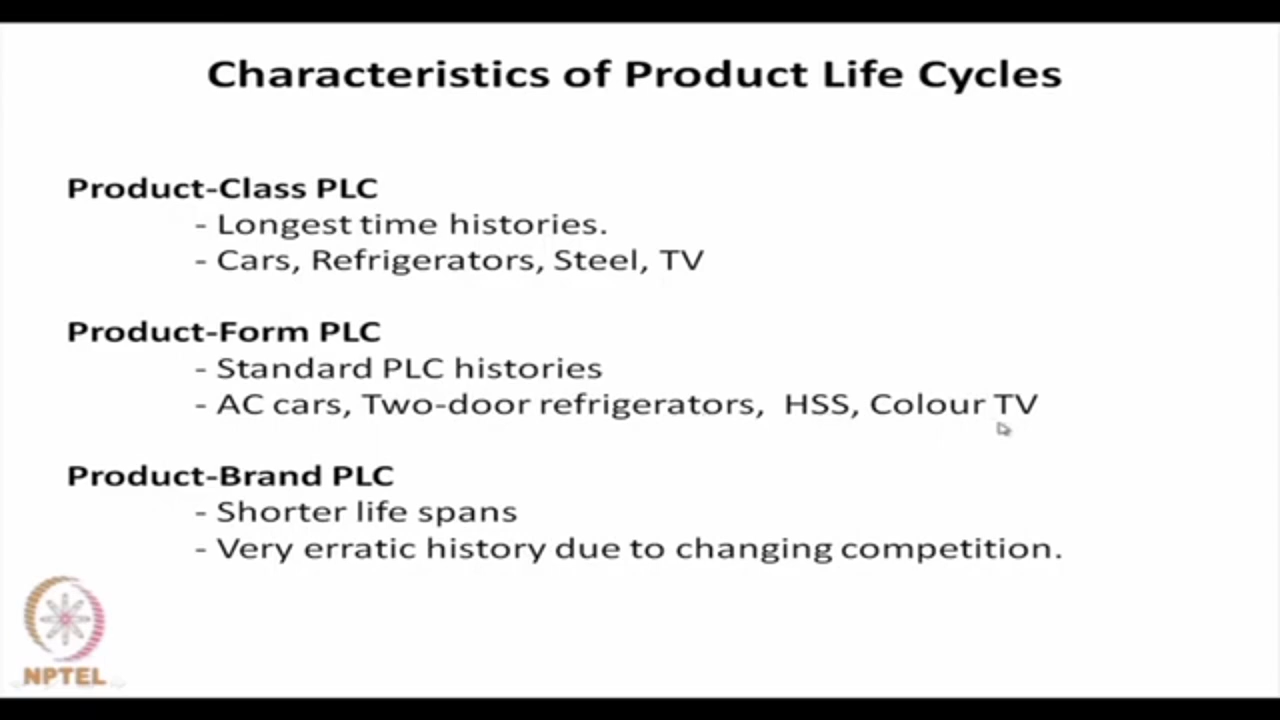 Characteristics of Product Life Cycles
Product-Class PLC
- Longest time histories.
- Cars, Refrigerators, Steel, TV
Product-Form PLC
- Standard PLC histories
- AC cars, Two-door refrigerators, HSS, Colour TV
Product-Brand PLC
- Shorter life spans
- Very erratic history due to changing competition.
NPTEL